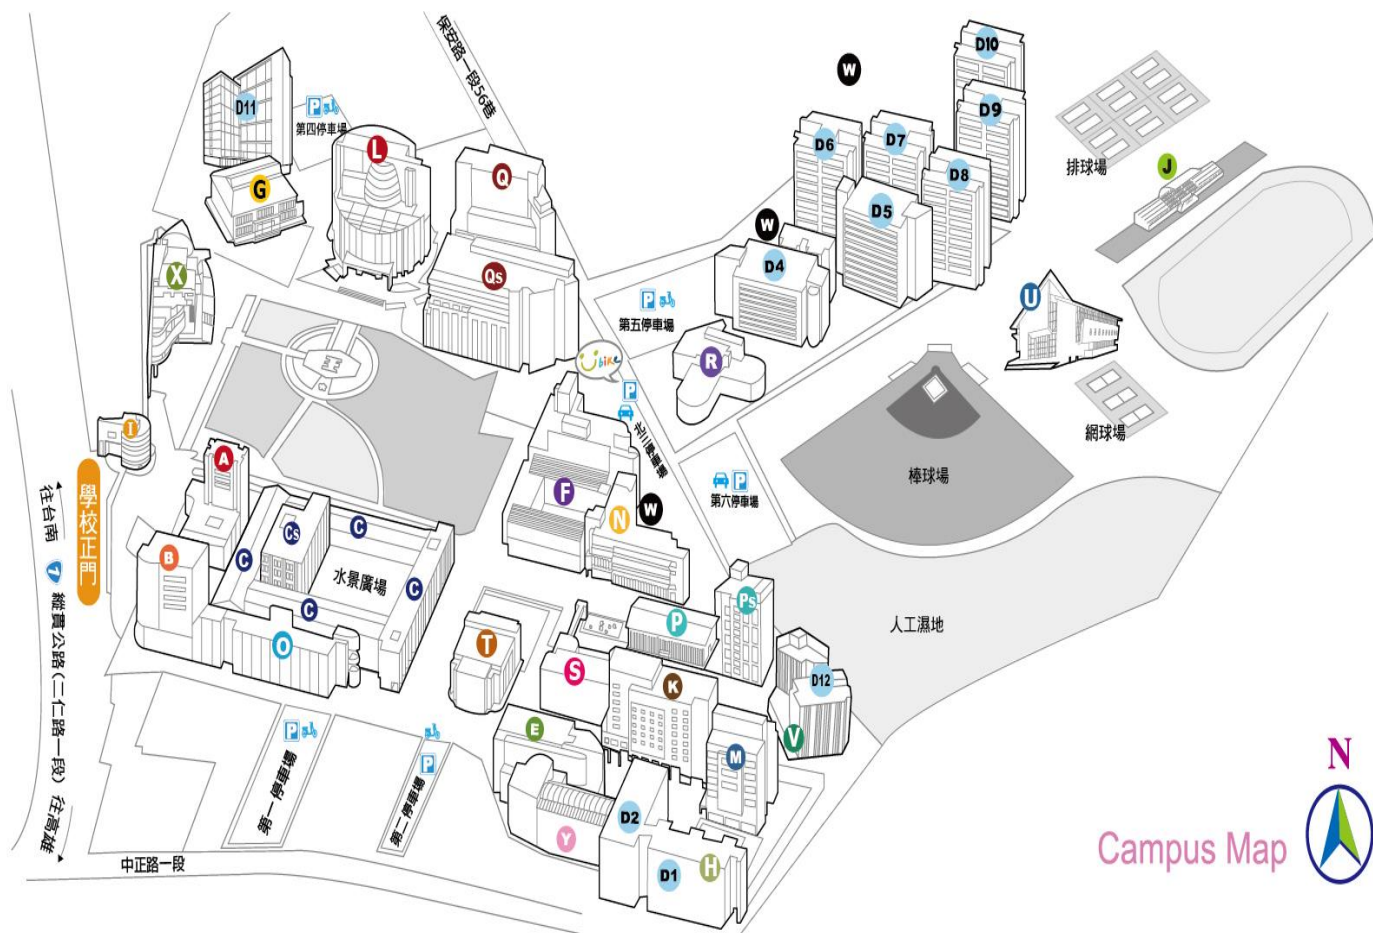 保安路一段56巷
W
D10
D11
P
第四停車場
L
Q
D6
D7
D9
D8
排球場
J
G
W
D5
X
Qs
D4
P
第五停車場
U
ubike
R
P
北三停車場
網球場
I
A
學校正門
棒球場
P
第六停車場
F
N
W
Cs
C
C
C
C
水景廣場
B
往台南
1
縱貫公路(二仁路一段)
往高雄
O
T
P
Ps
人工濕地
S
K
D12
V
E
M
P
第一停車場
P
第二停車場
D2
Y
D1
H
中正路一段
N
Campus Map